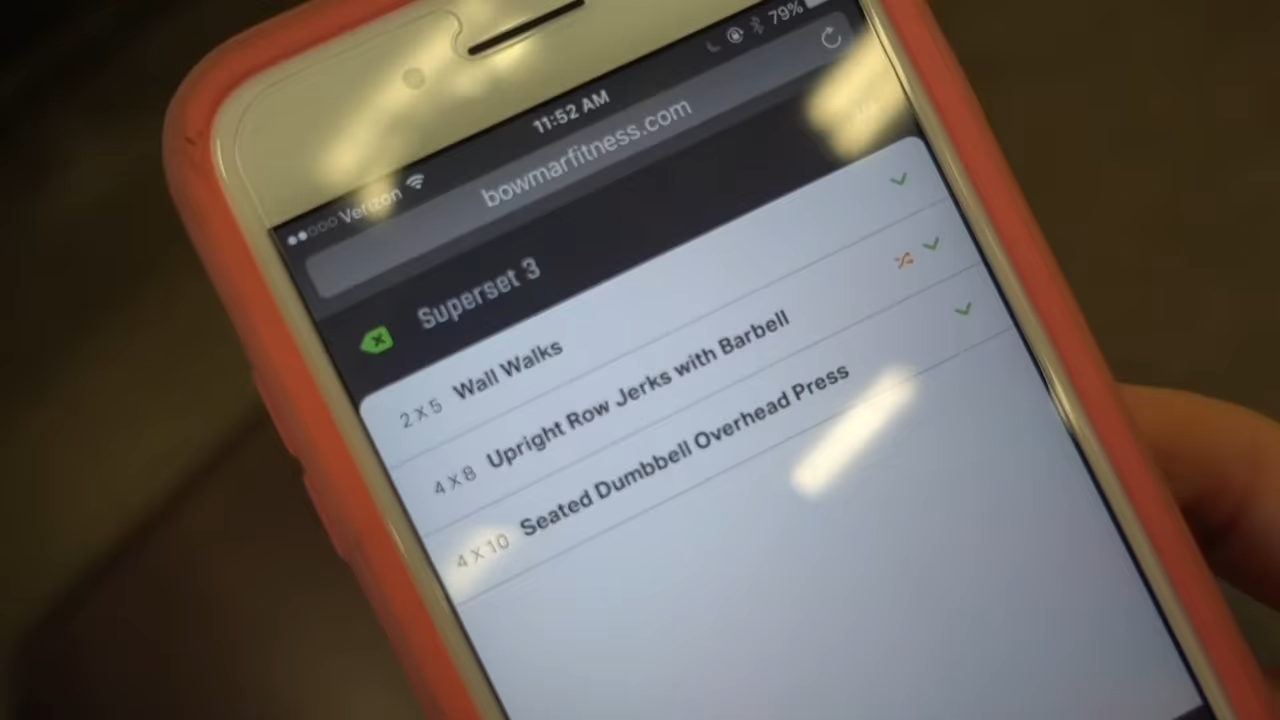 Verizon 11:52 AM 79%
bowmarfitness.com
Superset 3
2 X 5 Wall Walks
4 X 8 Upright Row Jerks with Barbell
4 X 10 Seated Dumbbell Overhead Press